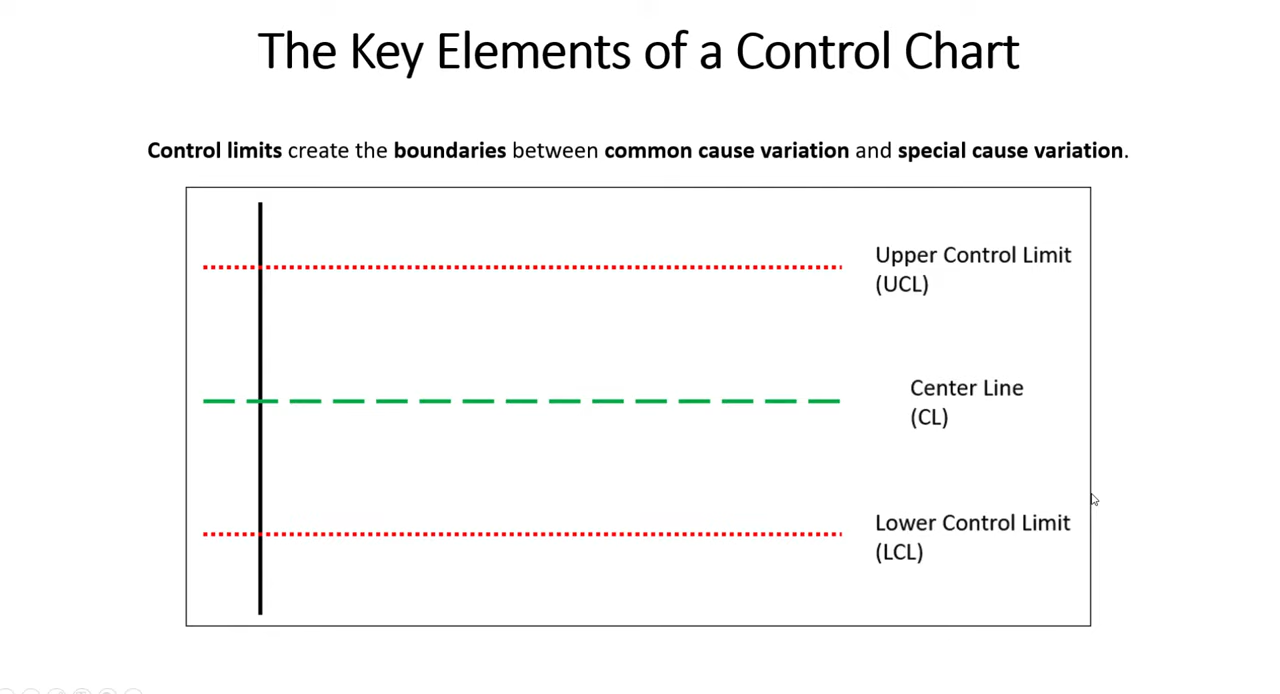 The Key Elements of a Control Chart
Control limits create the boundaries between common cause variation and special cause variation.
Upper Control Limit
(UCL)
Center Line
(CL)
Lower Control Limit
(LCL)